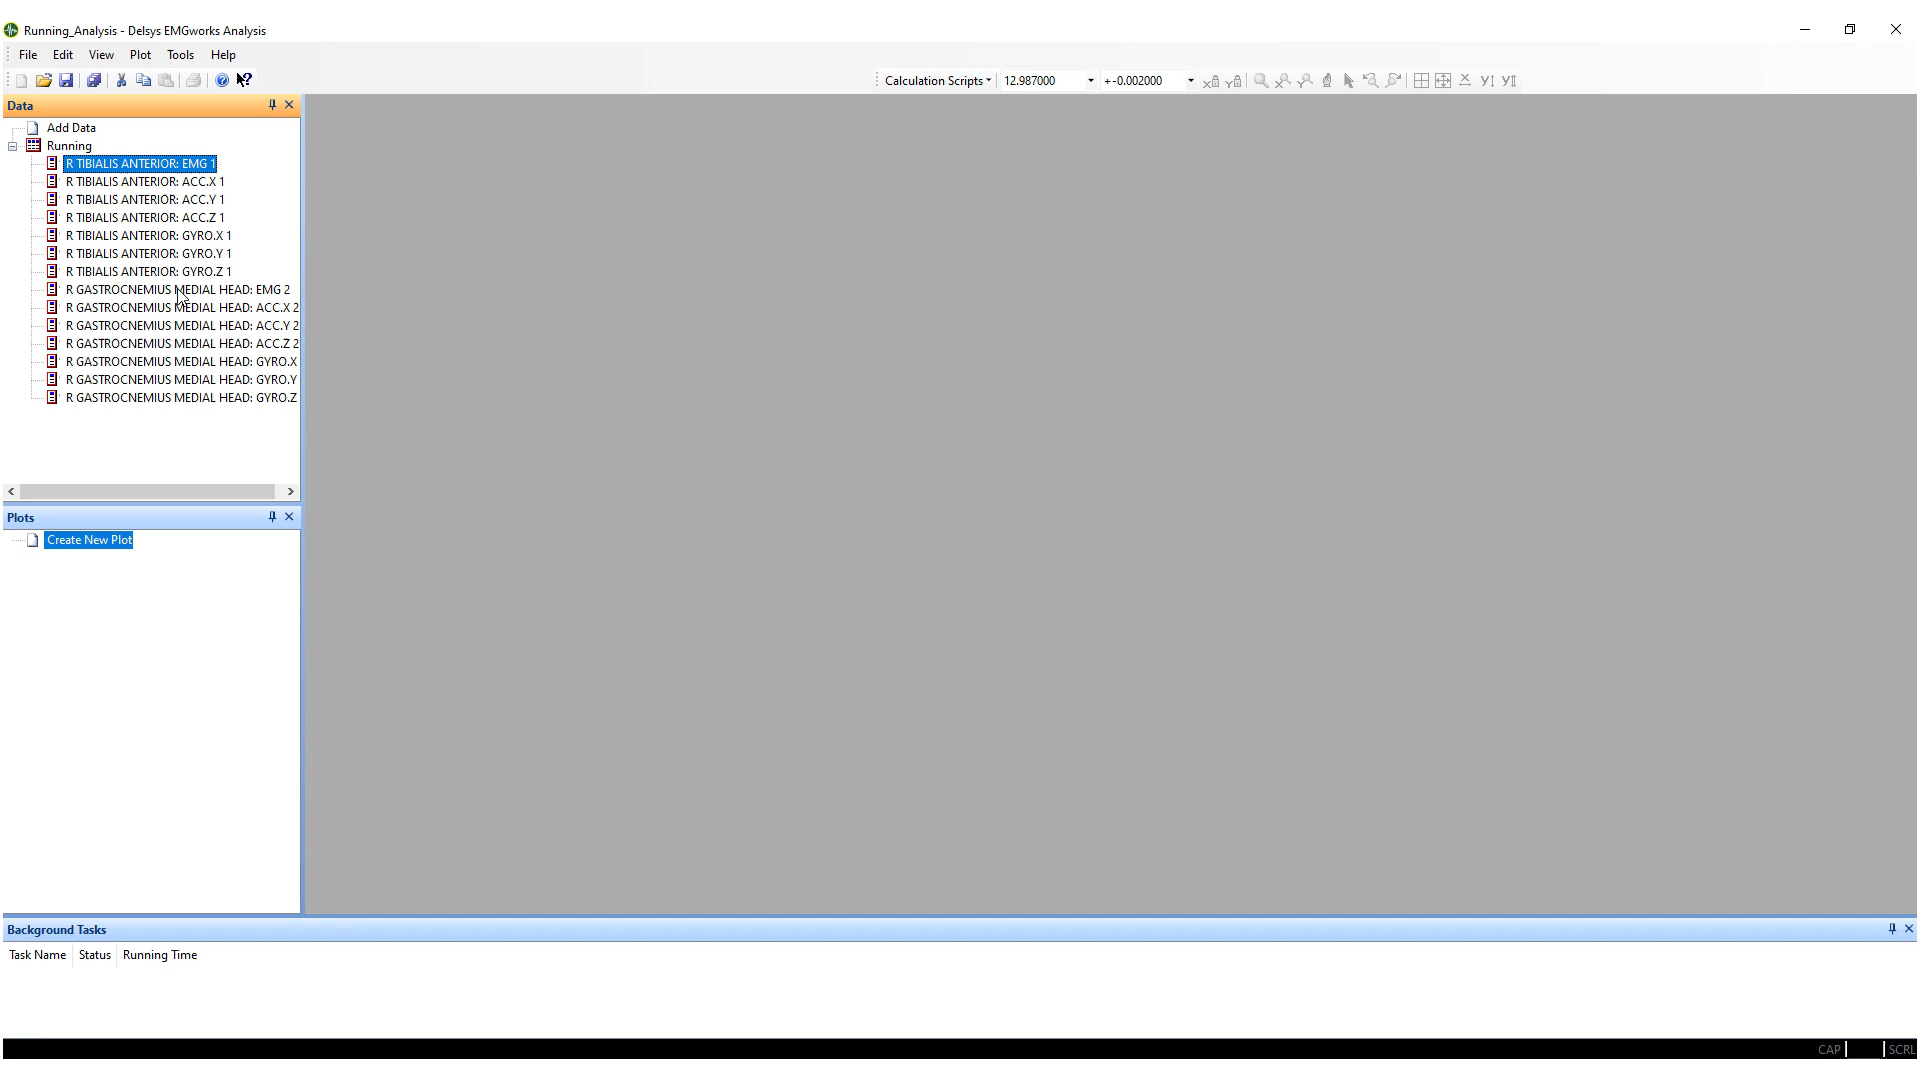 Running_Analysis - Delsys EMGworks Analysis
File Edit View Plot Tools Help
Calculation Scripts 12.987000 +-0.002000
Data
Add Data
Running
R TIBIALIS ANTERIOR: EMG 1
R TIBIALIS ANTERIOR: ACC.X 1
R TIBIALIS ANTERIOR: ACC.Y 1
R TIBIALIS ANTERIOR: ACC.Z 1
R TIBIALIS ANTERIOR: GYRO.X 1
R TIBIALIS ANTERIOR: GYRO.Y 1
R TIBIALIS ANTERIOR: GYRO.Z 1
R GASTROCNEMIUS MEDIAL HEAD: EMG 2
R GASTROCNEMIUS MEDIAL HEAD: ACC.X 2
R GASTROCNEMIUS MEDIAL HEAD: ACC.Y 2
R GASTROCNEMIUS MEDIAL HEAD: ACC.Z 2
R GASTROCNEMIUS MEDIAL HEAD: GYRO.X
R GASTROCNEMIUS MEDIAL HEAD: GYRO.Y
R GASTROCNEMIUS MEDIAL HEAD: GYRO.Z
Plots
Create New Plot
Background Tasks
Task Name Status Running Time
CAP SCRL